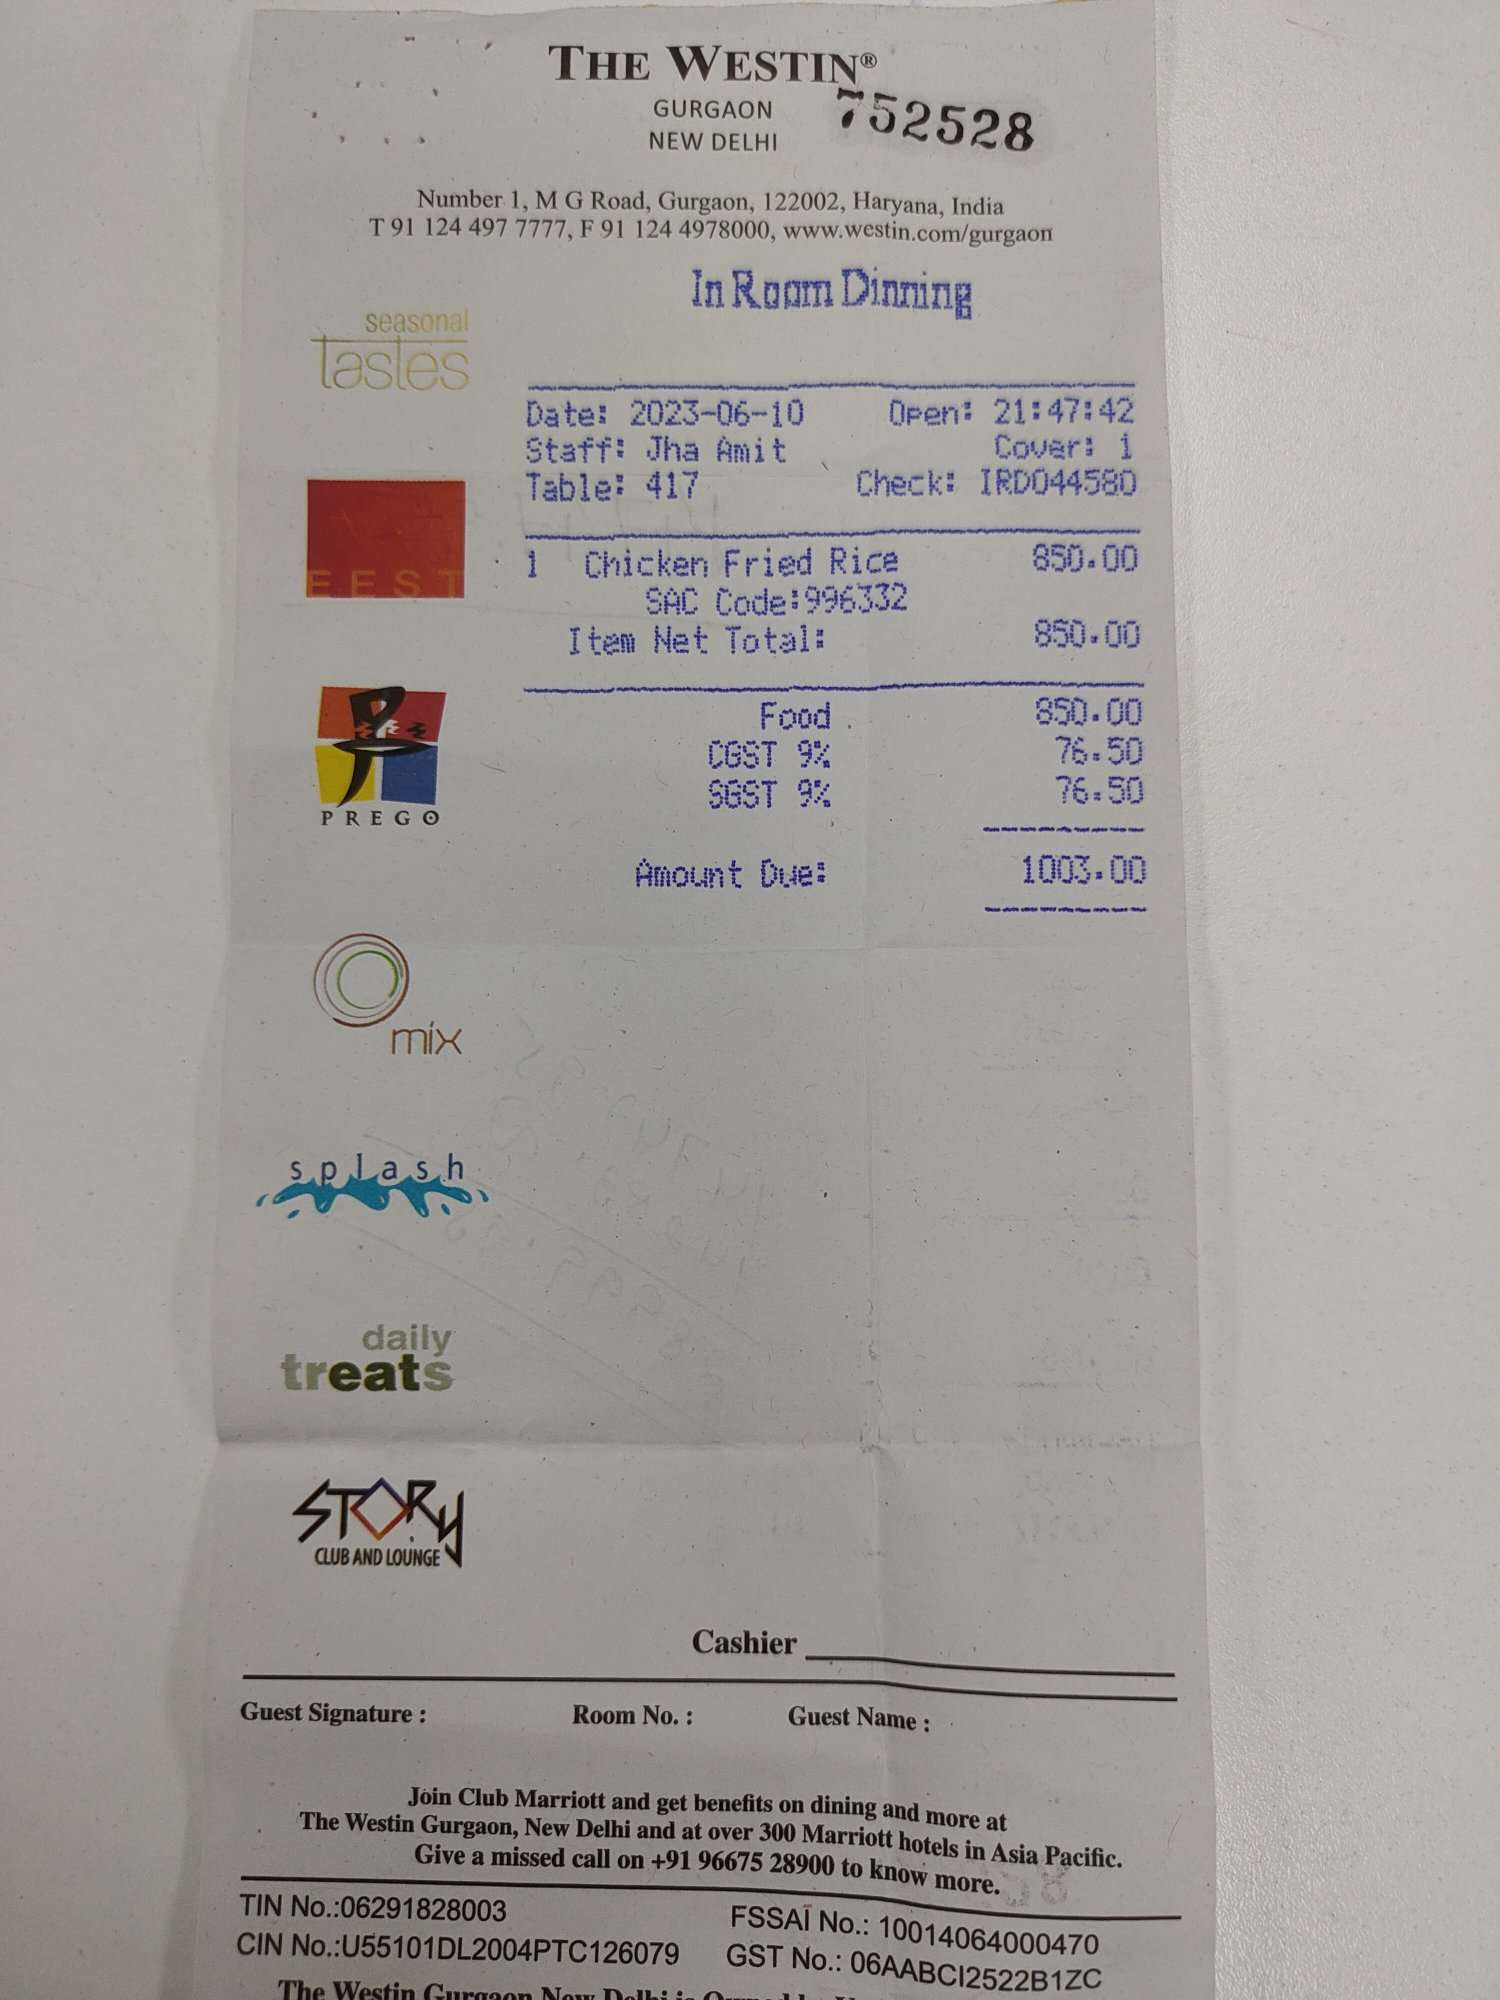 THE WESTIN®
GURGAON
NEW DELHI
752528
Number 1, M G Road, Gurgaon, 122002, Haryana, India
T 91 124 497 7777, F 91 124 4978000, www.westin.com/gurgaon
In Room Dinning
seasonal
tastes
Date: 2023-06-10 Open: 21:47:42
Staff: Jha Amit Cover: 1
Table: 417 Check: IRD044580
EEST
1 Chicken Fried Rice 850.00
SAC Code:996332
Item Net Total: 850.00
Food 850.00
CGST 9% 76.50
SGST 9% 76.50
PREGO
Amount Due: 1003.00
mix
splash
daily
treats
STORY
CLUB AND LOUNGE
Cashier
Guest Signature : Room No. : Guest Name :
Join Club Marriott and get benefits on dining and more at
The Westin Gurgaon, New Delhi and at over 300 Marriott hotels in Asia Pacific.
Give a missed call on +91 96675 28900 to know more.
TIN No.:06291828003 FSSAI No.: 10014064000470
CIN No.:U55101DL2004PTC126079 GST No.: 06AABCI2522B1ZC
The Westin Gurgaon New Delhi is Owned